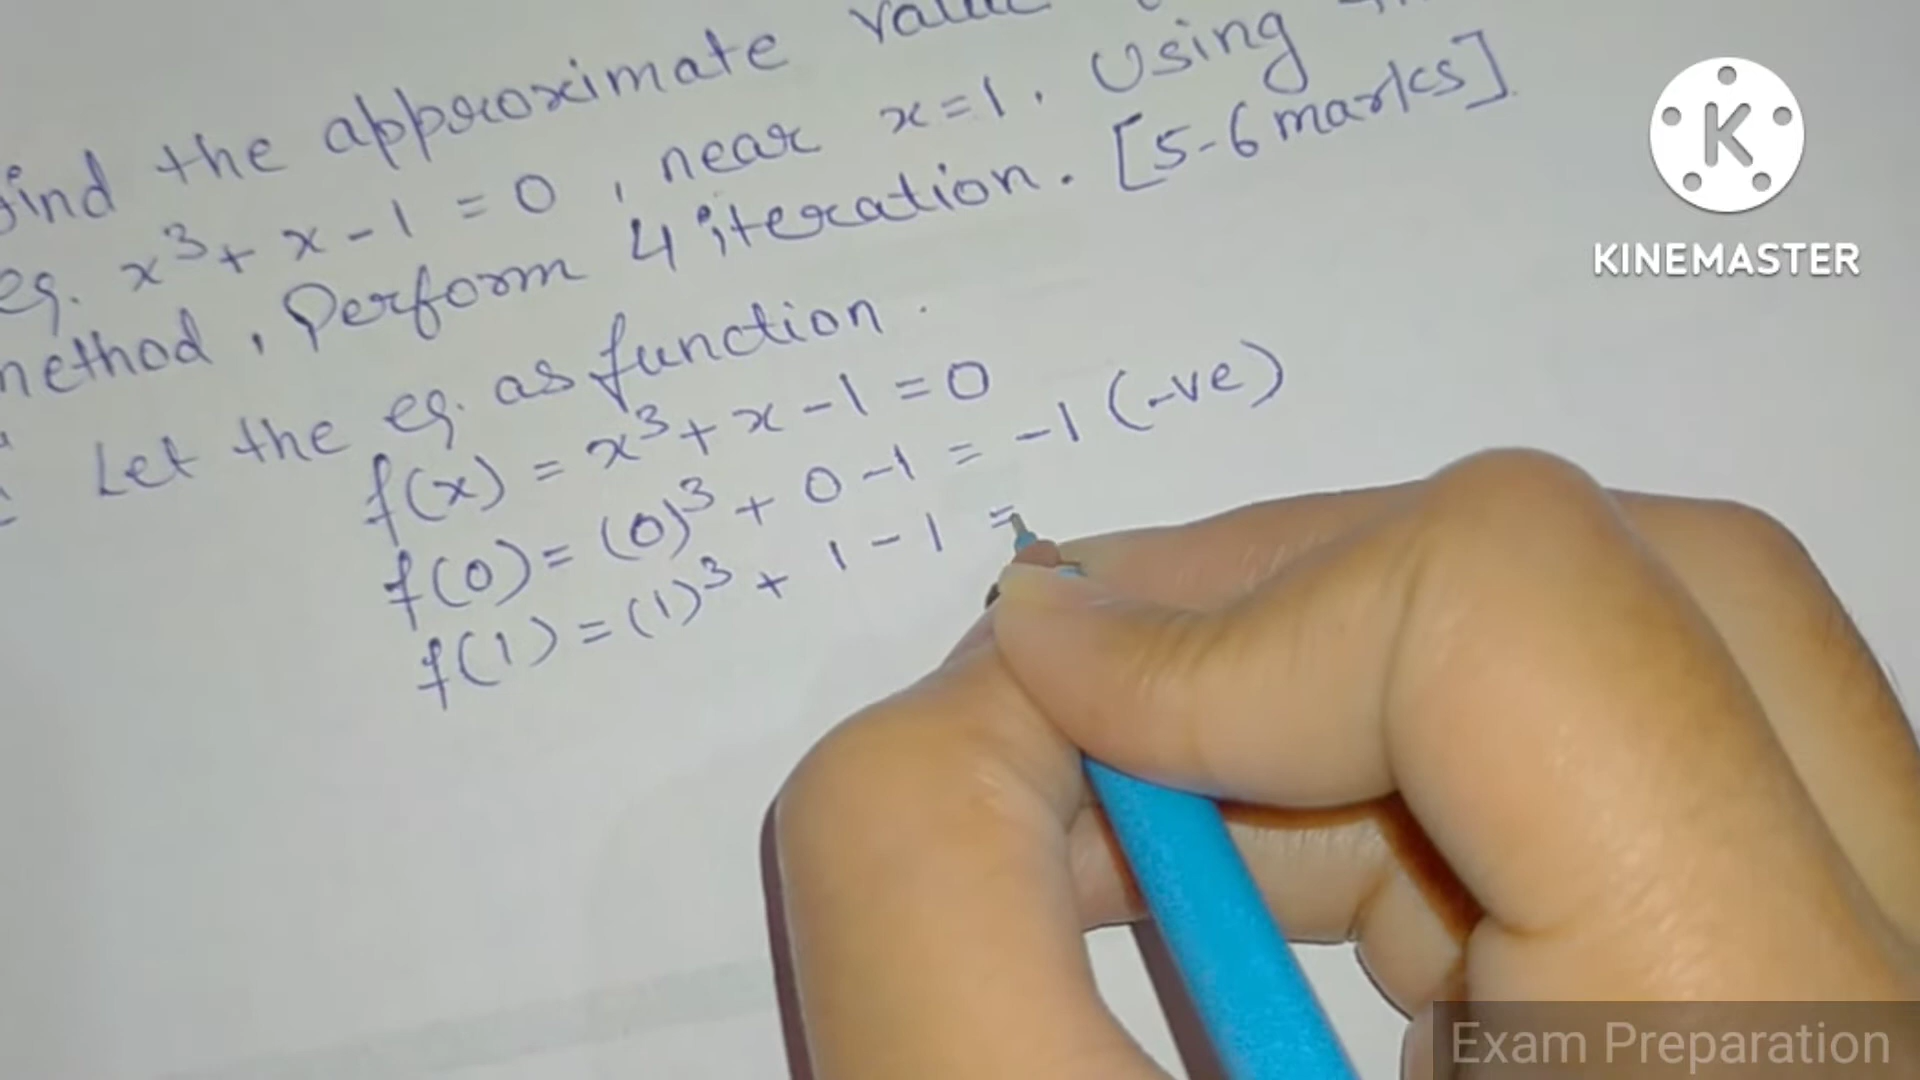 find the approximate value
eq. x³ + x - 1 = 0, near x = 1. Using
method, Perform 4 iteration. [5-6 marks]
Let the eq. as function.
f(x) = x³ + x - 1 = 0
f(0) = (0)³ + 0 - 1 = -1 (-ve)
f(1) = (1)³ + 1 - 1 =
K
KINEMASTER
Exam Preparation